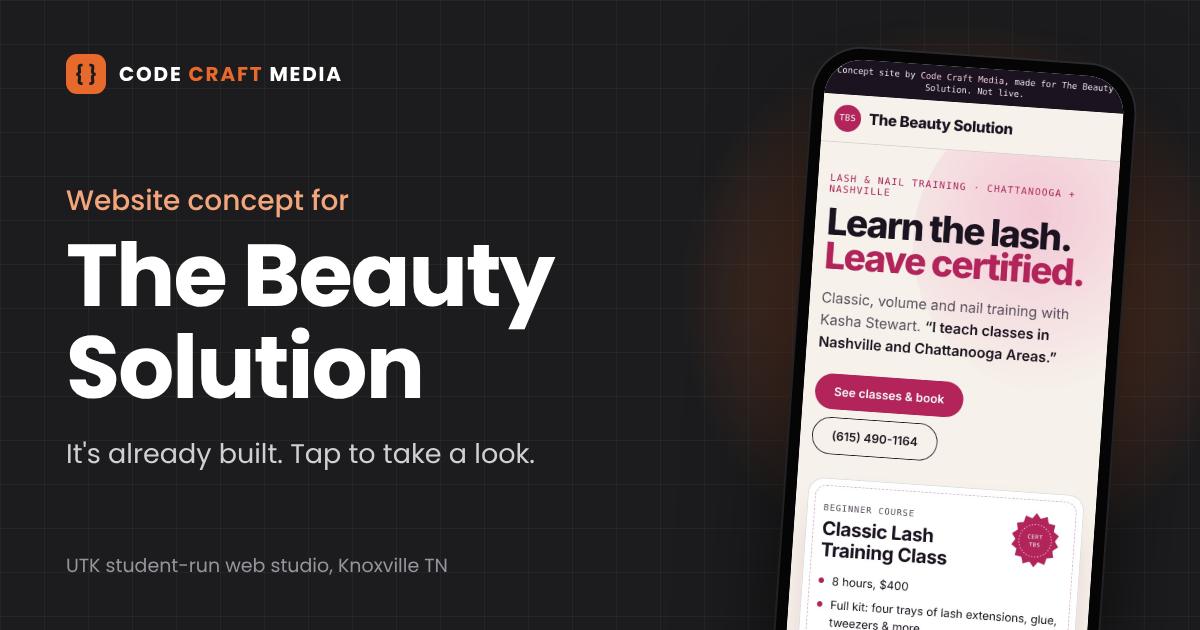 { }
CODE CRAFT MEDIA
Website concept for
The Beauty
Solution
It's already built. Tap to take a look.
UTK student-run web studio, Knoxville TN
Concept site by Code Craft Media, made for The Beauty
Solution. Not live.
TBS
The Beauty Solution
LASH & NAIL TRAINING · CHATTANOOGA +
NASHVILLE
Learn the lash.
Leave certified.
Classic, volume and nail training with
Kasha Stewart. “I teach classes in
Nashville and Chattanooga Areas.”
See classes & book
(615) 490-1164
BEGINNER COURSE
Classic Lash
Training Class
CERT
TBS
8 hours, $400
Full kit: four trays of lash extensions, glue,
tweezers & more